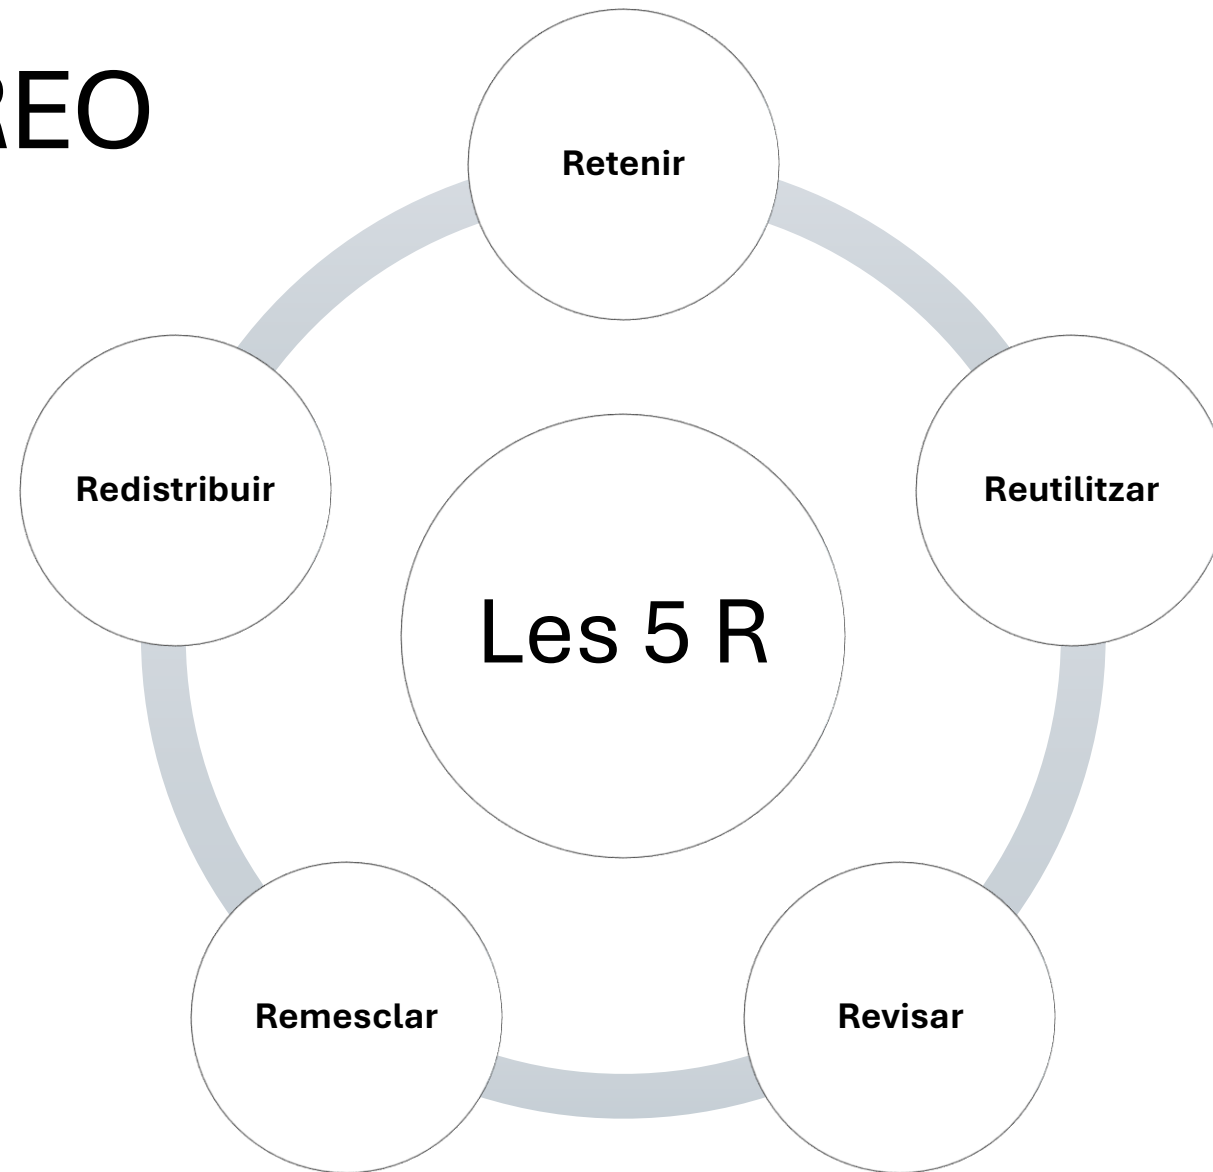 REO
Retenir
Redistribuir
Reutilitzar
Les 5 R
Remesclar
Revisar